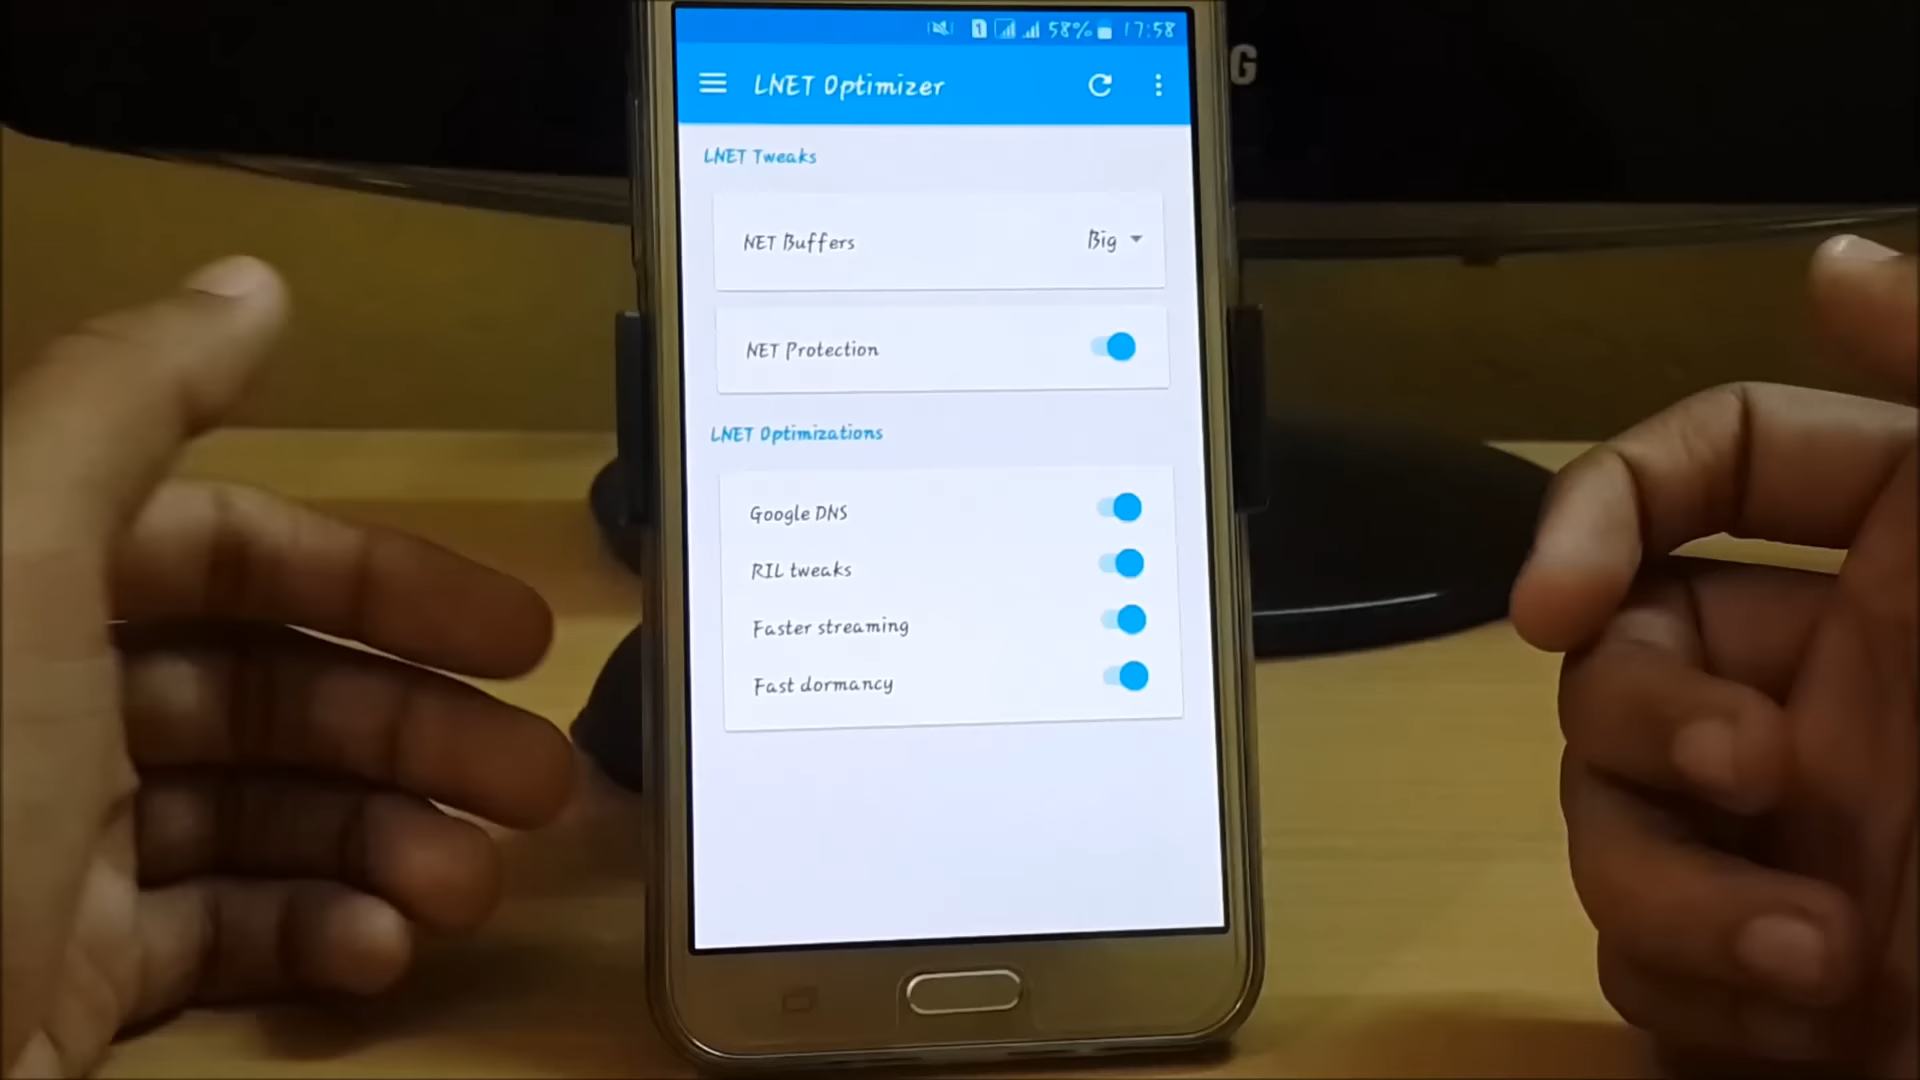 1 58% 17:58
LNET Optimizer
G
LNET Tweaks
NET Buffers Big
NET Protection
LNET Optimizations
Google DNS
RIL tweaks
Faster streaming
Fast dormancy